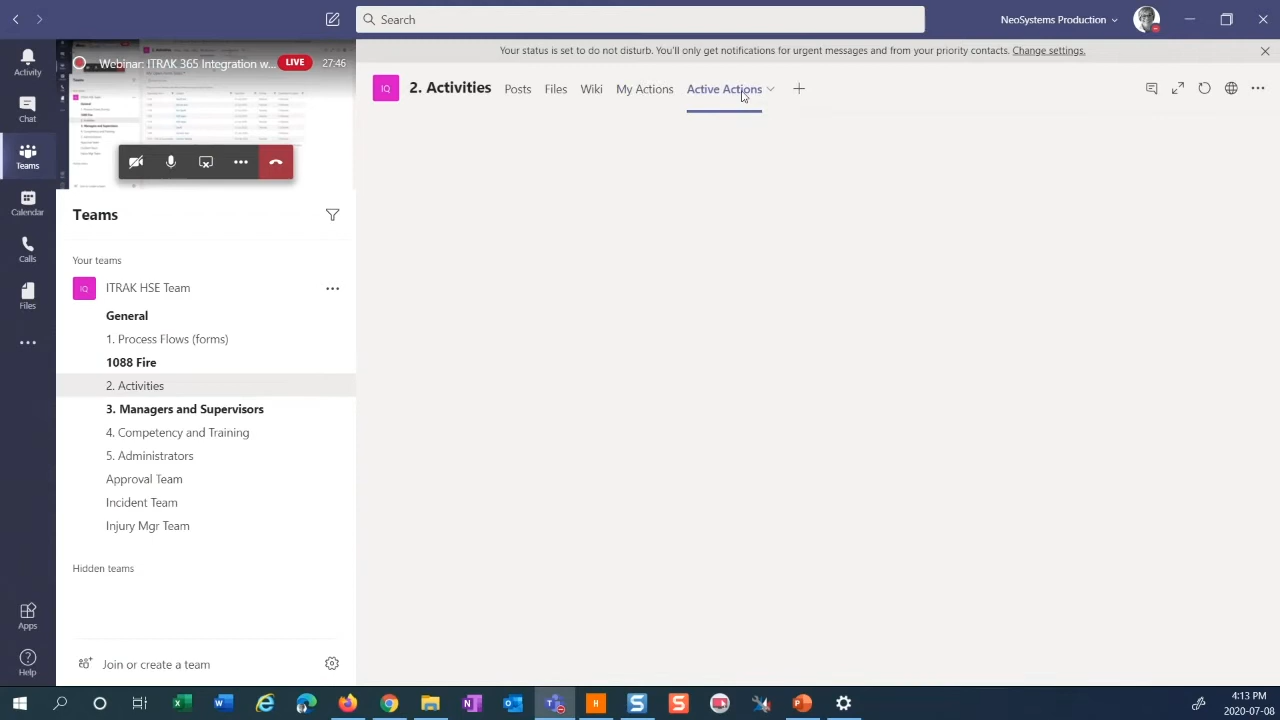 Search
NeoSystems Production
Your status is set to do not disturb. You'll only get notifications for urgent messages and from your priority contacts. Change settings.
Activity
Webinar: ITRAK 365 Integration w...
LIVE
27:46
IQ
2. Activities
Posts
Files
Wiki
My Actions
Active Actions
Teams
Calendar
Calls
Files
Teams
Your teams
IQ
ITRAK HSE Team
General
1. Process Flows (forms)
1088 Fire
2. Activities
3. Managers and Supervisors
4. Competency and Training
5. Administrators
Approval Team
Incident Team
Injury Mgr Team
Hidden teams
Apps
Help
Join or create a team
4:13 PM
2020-07-08